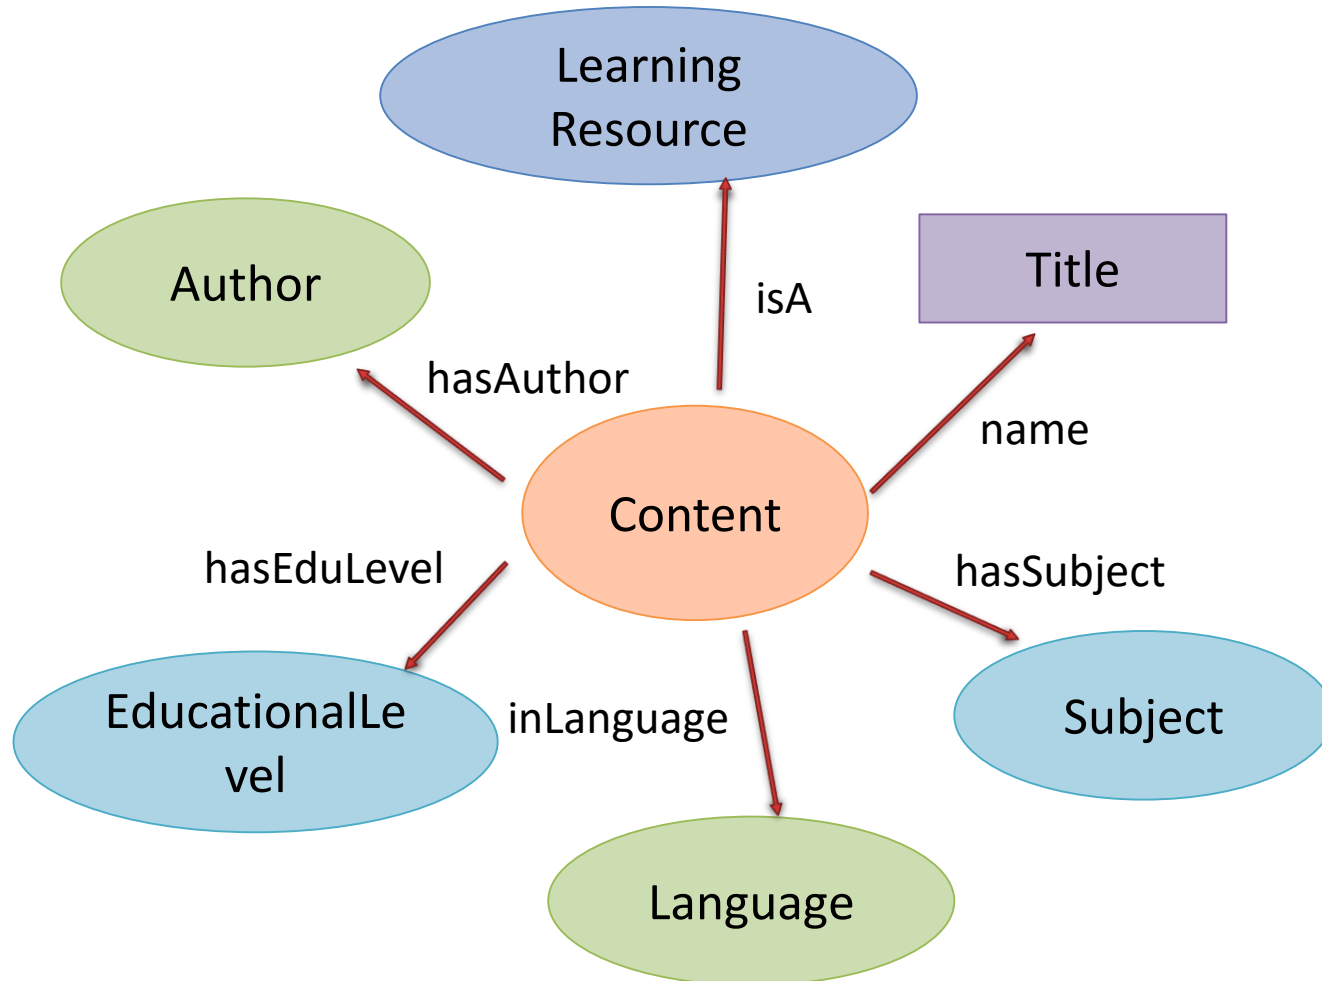 Learning
Resource
Author
Title
isA
hasAuthor
name
Content
hasEduLevel
hasSubject
EducationalLe
vel
inLanguage
Subject
Language